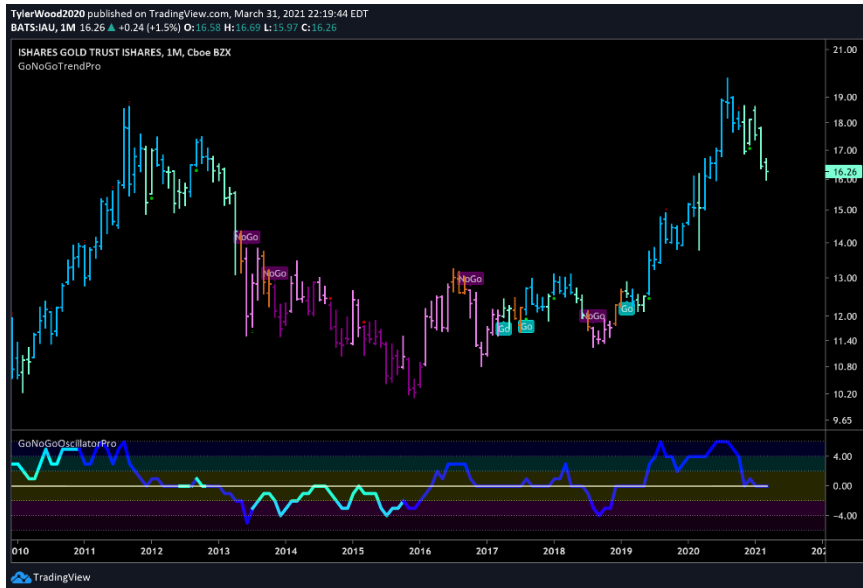 TylerWood2020 published on TradingView.com, March 31, 2021 22:19:44 EDT
BATS:IAU, 1M 16.26 ▲ +0.24 (+1.5%) O:16.58 H:16.69 L:15.97 C:16.26
ISHARES GOLD TRUST ISHARES, 1M, Cboe BZX
GoNoGoTrendPro
21.00
19.00
18.00
17.00
16.26
16.00
15.00
14.00
13.00
12.00
11.40
10.80
10.20
9.65
NoGo
NoGo
NoGo
Go
Go
NoGo
Go
GoNoGoOscillatorPro
4.00
0.00
−4.00
010 2011 2012 2013 2014 2015 2016 2017 2018 2019 2020 2021 202
TradingView